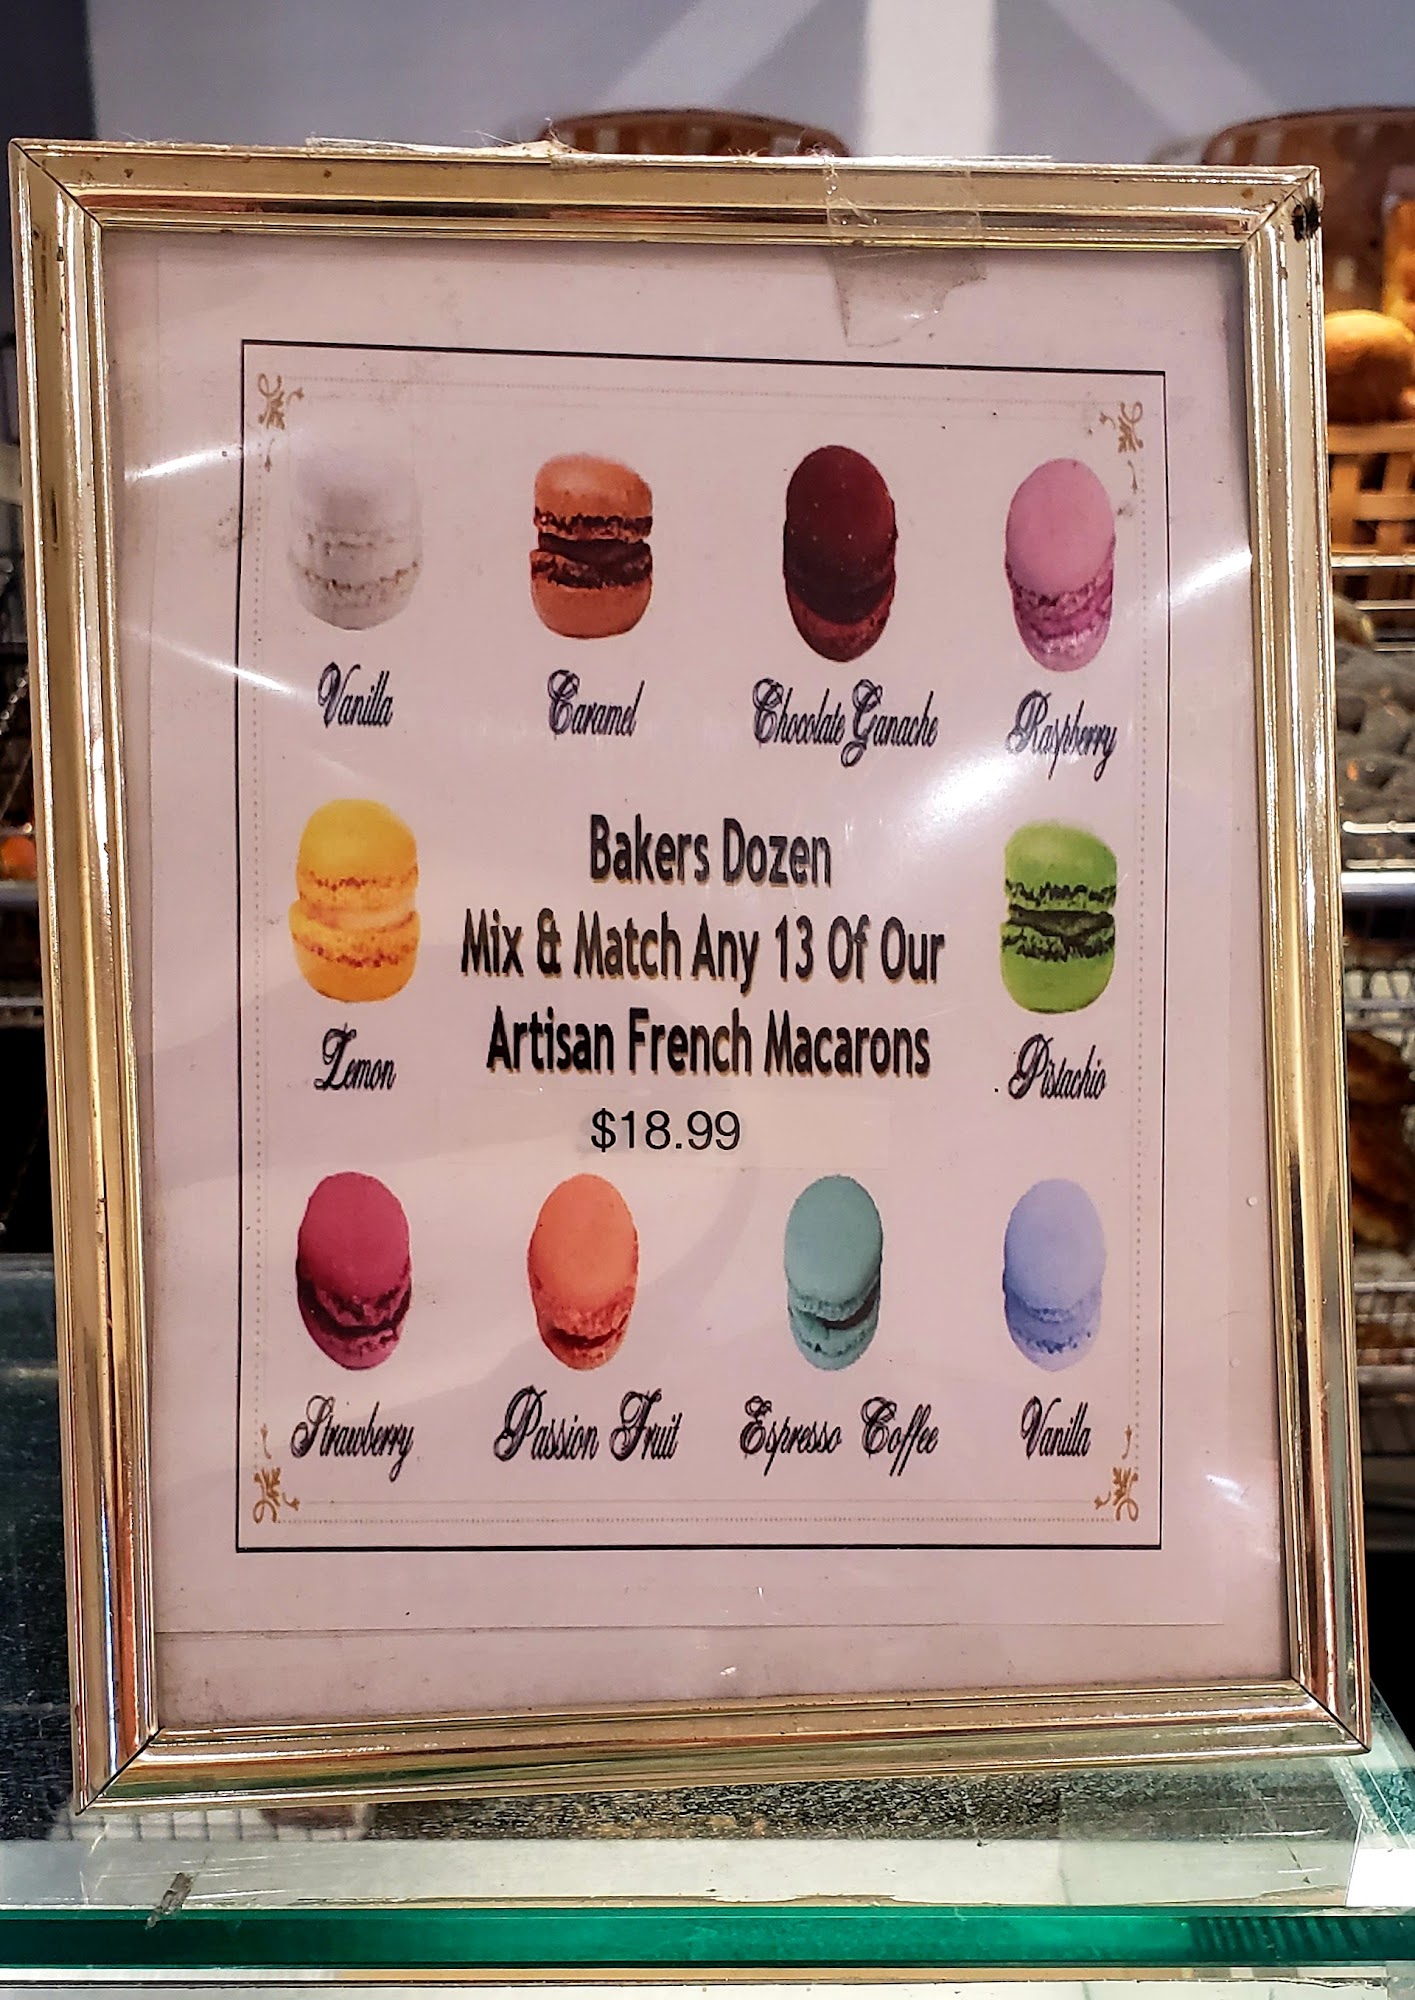 Vanilla
Caramel
Chocolate Ganache
Raspberry
Bakers Dozen
Mix & Match Any 13 Of Our
Artisan French Macarons
$18.99
Lemon
Pistachio
Strawberry
Passion Fruit
Espresso Coffee
Vanilla